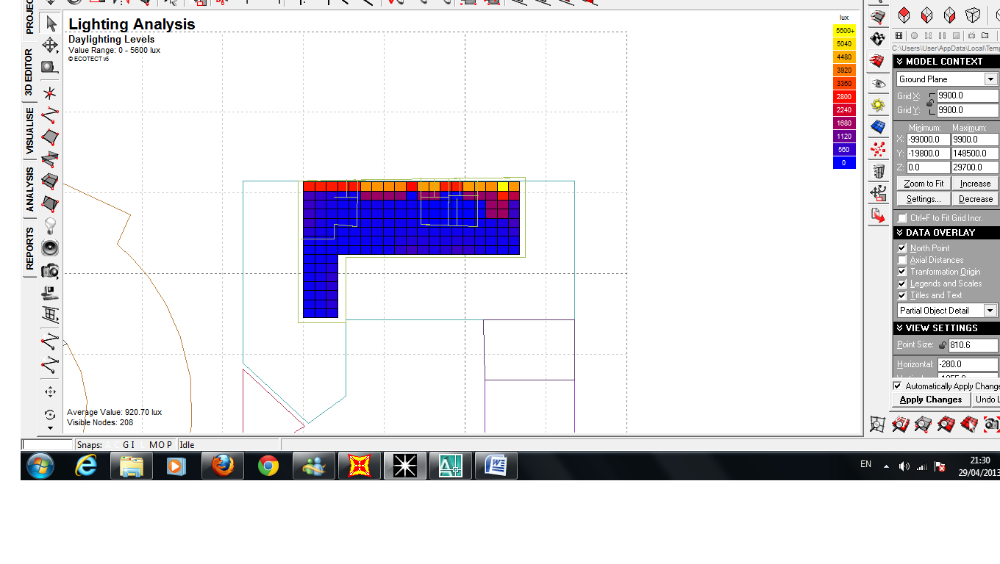 PROJEC
3D EDITOR
VISUALISE
ANALYSIS
REPORTS
Lighting Analysis
Daylighting Levels
Value Range: 0 - 5600 lux
© ECOTECT v5
lux
5600+
5040
4480
3920
3360
2800
2240
1680
1120
560
0
Average Value: 920.70 lux
Visible Nodes: 208
C:\Users\User\AppData\Local\Temp
MODEL CONTEXT
Ground Plane
Grid X: 9900.0
Grid Y: 9900.0
Minimum: Maximum:
X: -99000.0 9900.0
Y: -19800.0 148500.0
Z: 0.0 29700.0
Zoom to Fit Increase
Settings... Decrease
Ctrl+F to Fit Grid Incr.
DATA OVERLAY
North Point
Axial Distances
Tranformation Origin
Legends and Scales
Titles and Text
Partial Object Detail
VIEW SETTINGS
Point Size: 810.6
Horizontal: -280.0
Automatically Apply Change
Apply Changes Undo L
Snaps: A C G I L M O P Idle
EN
21:30
29/04/2013